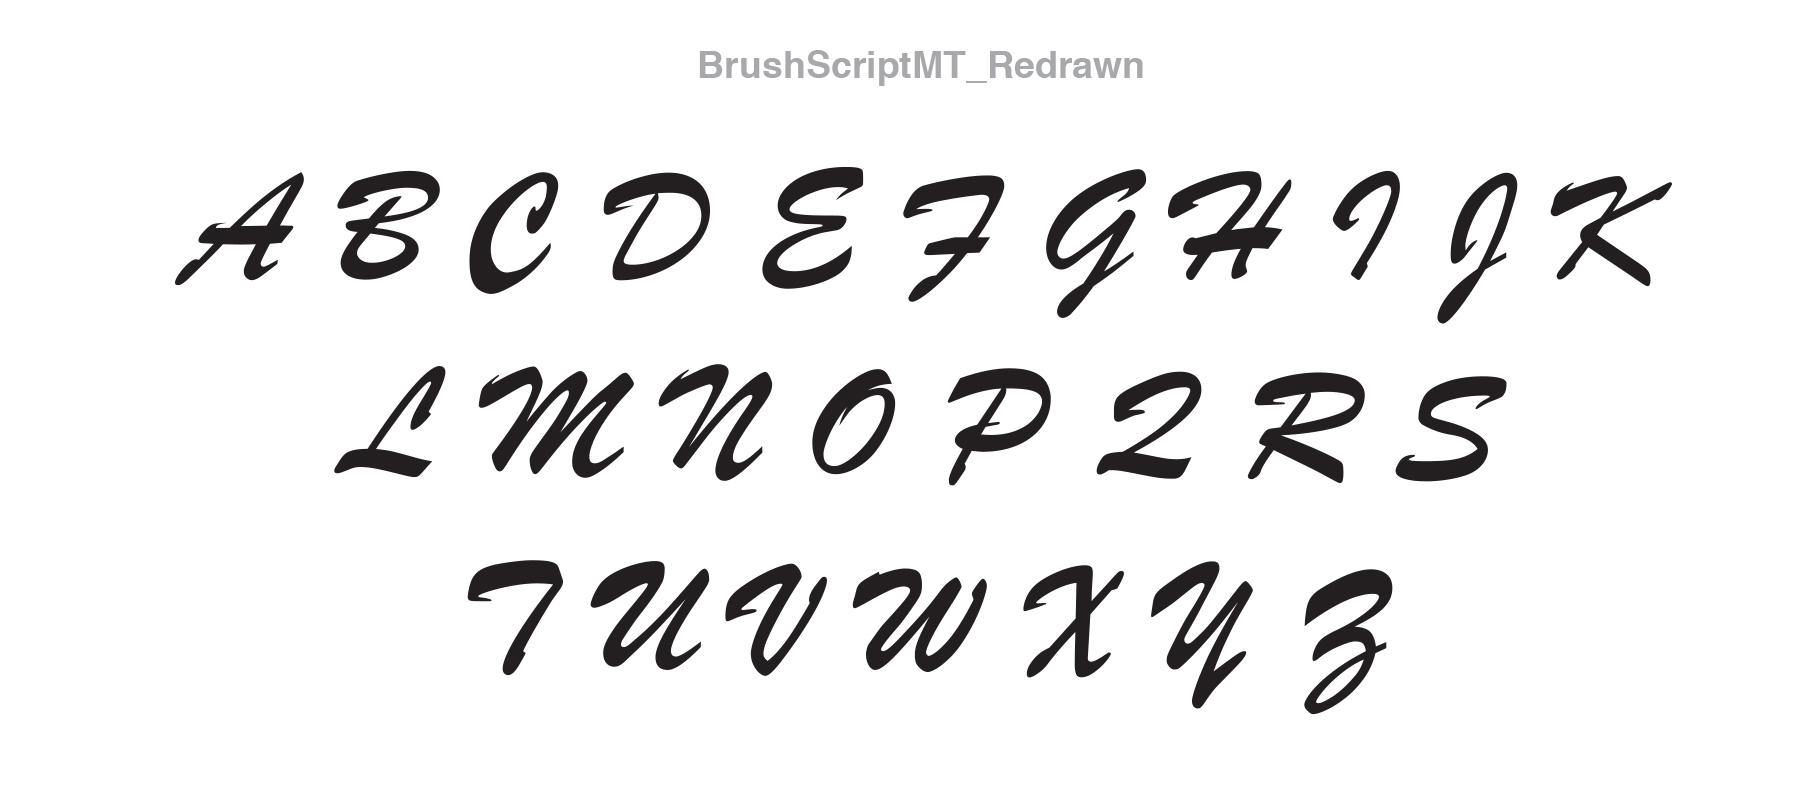 BrushScriptMT_Redrawn
A B C D E F G H I J K
L M N O P Q R S
T U V W X Y Z